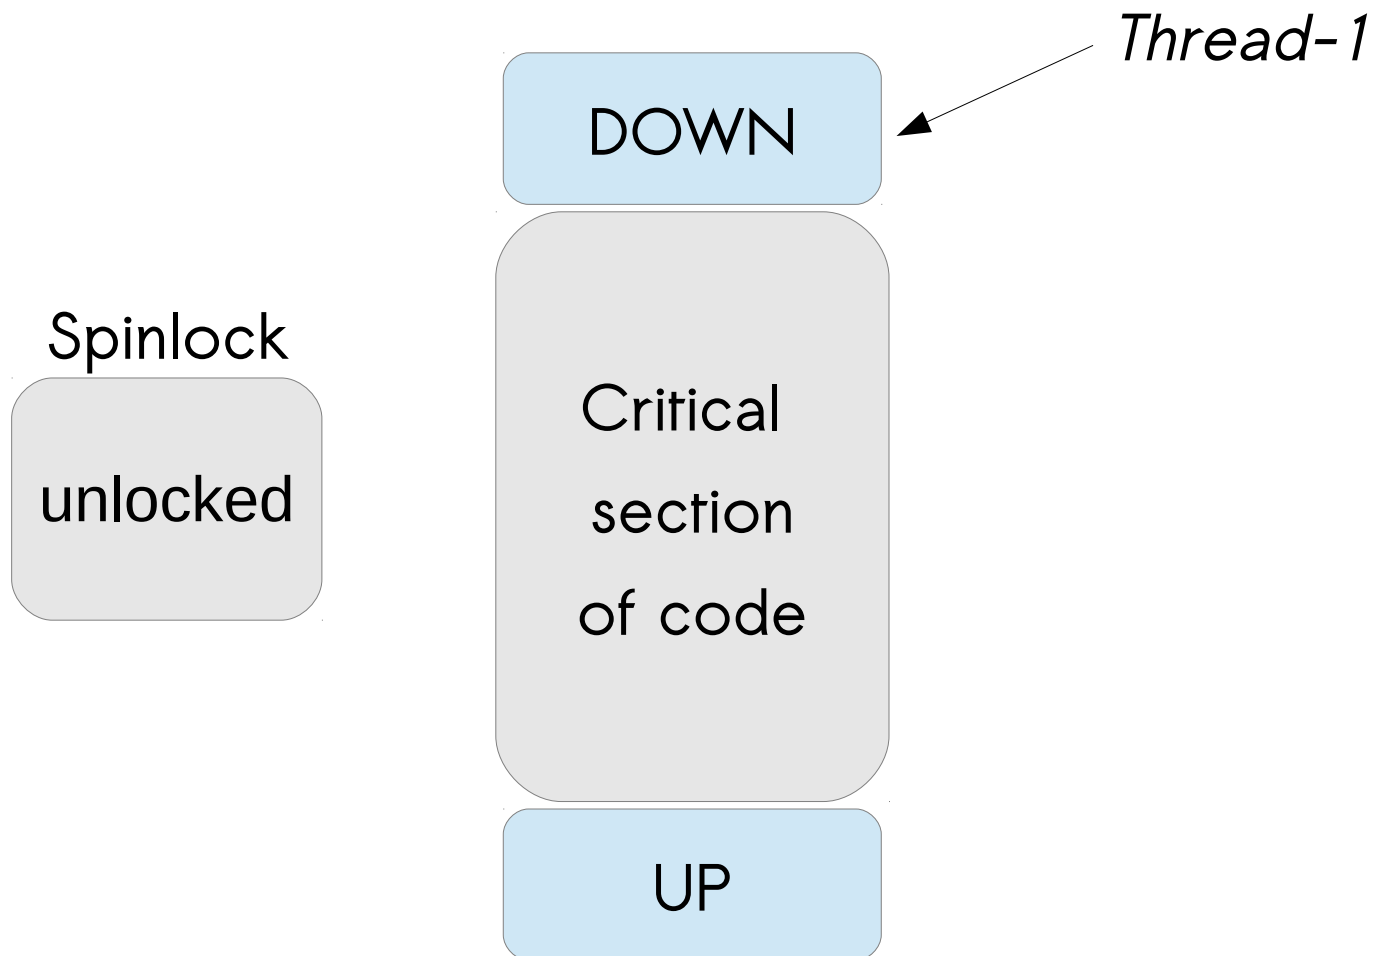 Thread-1
DOWN
Spinlock
unlocked
Critical
section
of code
UP